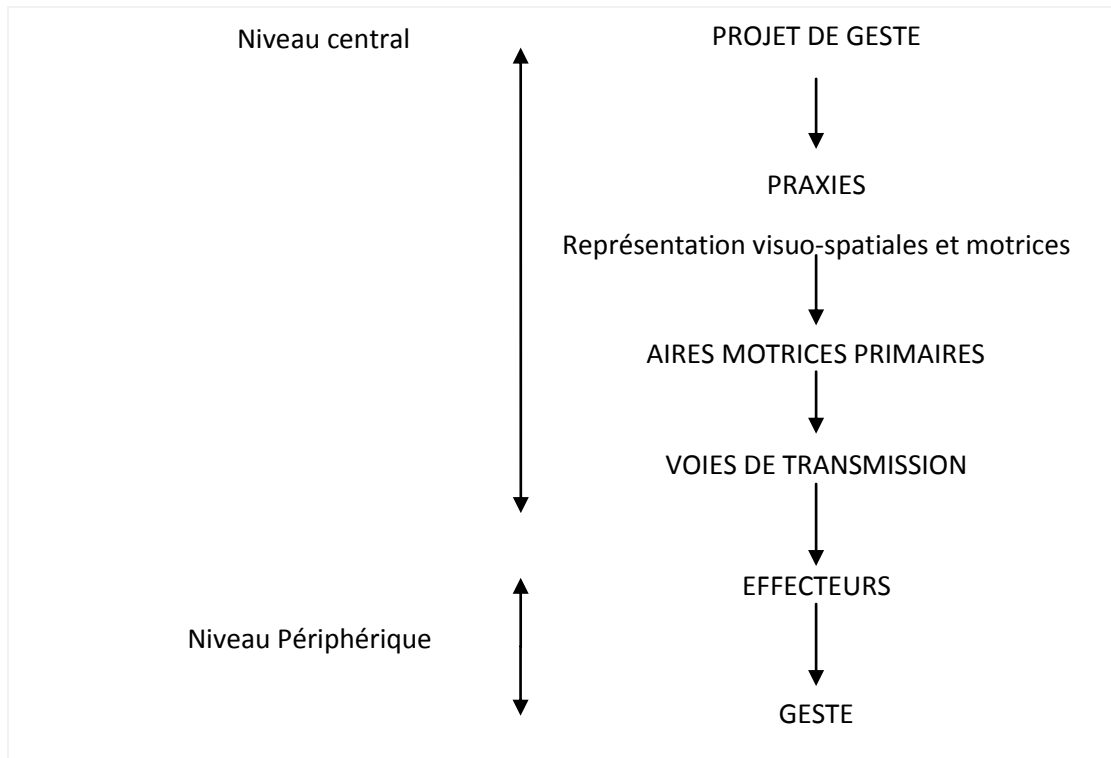 Niveau central
PROJET DE GESTE
PRAXIES
Représentation visuo-spatiales et motrices
AIRES MOTRICES PRIMAIRES
VOIES DE TRANSMISSION
EFFECTEURS
Niveau Périphérique
GESTE